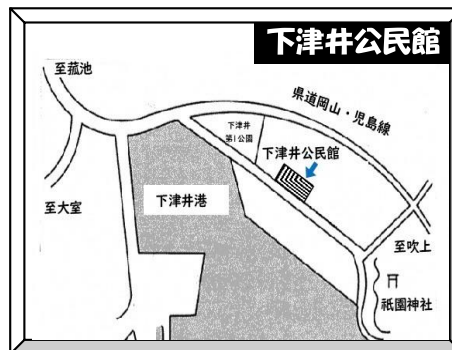 下津井公民館
至菰池
県道岡山・児島線
下津井
第1公園
下津井公民館
至大室
下津井港
至吹上
祇園神社